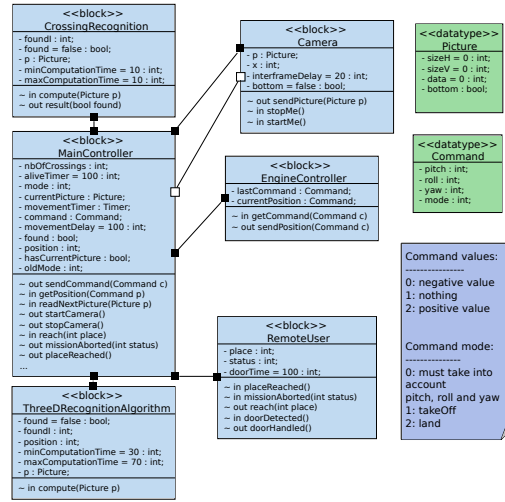 <<block>>
CrossingRecognition
- foundI : int;
- found = false : bool;
- p : Picture;
- minComputationTime = 10 : int;
- maxComputationTime = 10 : int;
~ in compute(Picture p)
~ out result(bool found)
<<block>>
Camera
- p : Picture;
- x : int;
- interframeDelay = 20 : int;
- bottom = false : bool;
~ out sendPicture(Picture p)
~ in stopMe()
~ in startMe()
<<datatype>>
Picture
- sizeH = 0 : int;
- sizeV = 0 : int;
- data = 0 : int;
- bottom : bool;
<<block>>
MainController
- nbOfCrossings : int;
- aliveTimer = 100 : int;
- mode : int;
- currentPicture : Picture;
- movementTimer : Timer;
- command : Command;
- movementDelay = 100 : int;
- found : bool;
- position : int;
- hasCurrentPicture : bool;
- oldMode : int;
~ out sendCommand(Command c)
~ in getPosition(Command p)
~ in readNextPicture(Picture p)
~ out startCamera()
~ out stopCamera()
~ in reach(int place)
~ out missionAborted(int status)
~ out placeReached()
...
<<block>>
EngineController
- lastCommand : Command;
- currentPosition : Command;
~ in getCommand(Command c)
~ out sendPosition(Command c)
<<datatype>>
Command
- pitch : int;
- roll : int;
- yaw : int;
- mode : int;
Command values:
----------------
0: negative value
1: nothing
2: positive value
Command mode:
---------------
0: must take into
account
pitch, roll and yaw
1: takeOff
2: land
<<block>>
RemoteUser
- place : int;
- status : int;
- doorTime = 100 : int;
~ in placeReached()
~ in missionAborted(int status)
~ out reach(int place)
~ in doorDetected()
~ out doorHandled()
<<block>>
ThreeDRecognitionAlgorithm
- found = false : bool;
- foundI : int;
- position : int;
- minComputationTime = 30 : int;
- maxComputationTime = 70 : int;
- p : Picture;
~ in compute(Picture p)